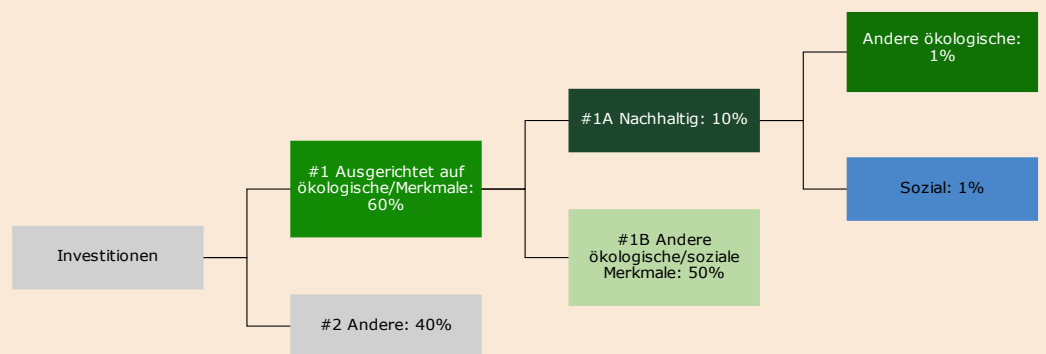 Investitionen
#1 Ausgerichtet auf
ökologische/Merkmale:
60%
#2 Andere: 40%
#1A Nachhaltig: 10%
#1B Andere
ökologische/soziale
Merkmale: 50%
Andere ökologische:
1%
Sozial: 1%